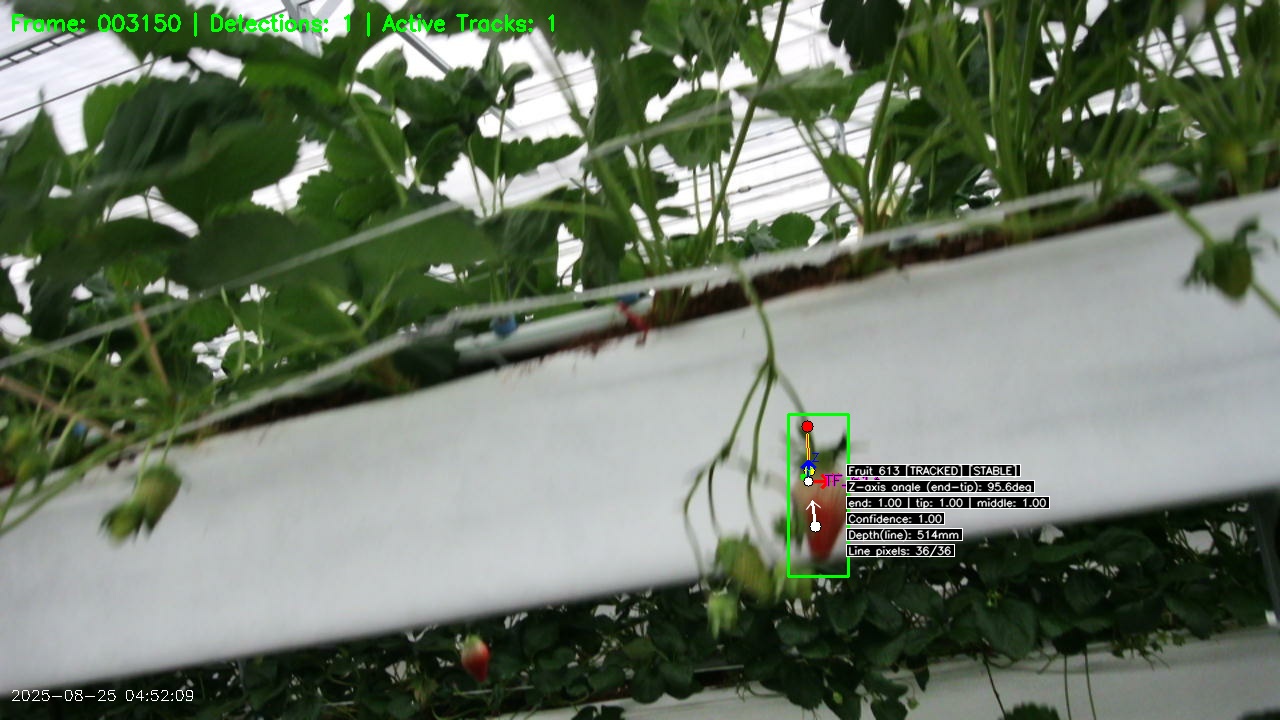 Frame: 003150 | Detections: 1 | Active Tracks: 1
Z
Fruit 613 [TRACKED] [STABLE]
Z-axis angle (end-tip): 95.6deg
end: 1.00 | tip: 1.00 | middle: 1.00
Confidence: 1.00
Depth(line): 514mm
Line pixels: 36/36
2025-08-25 04:52:09